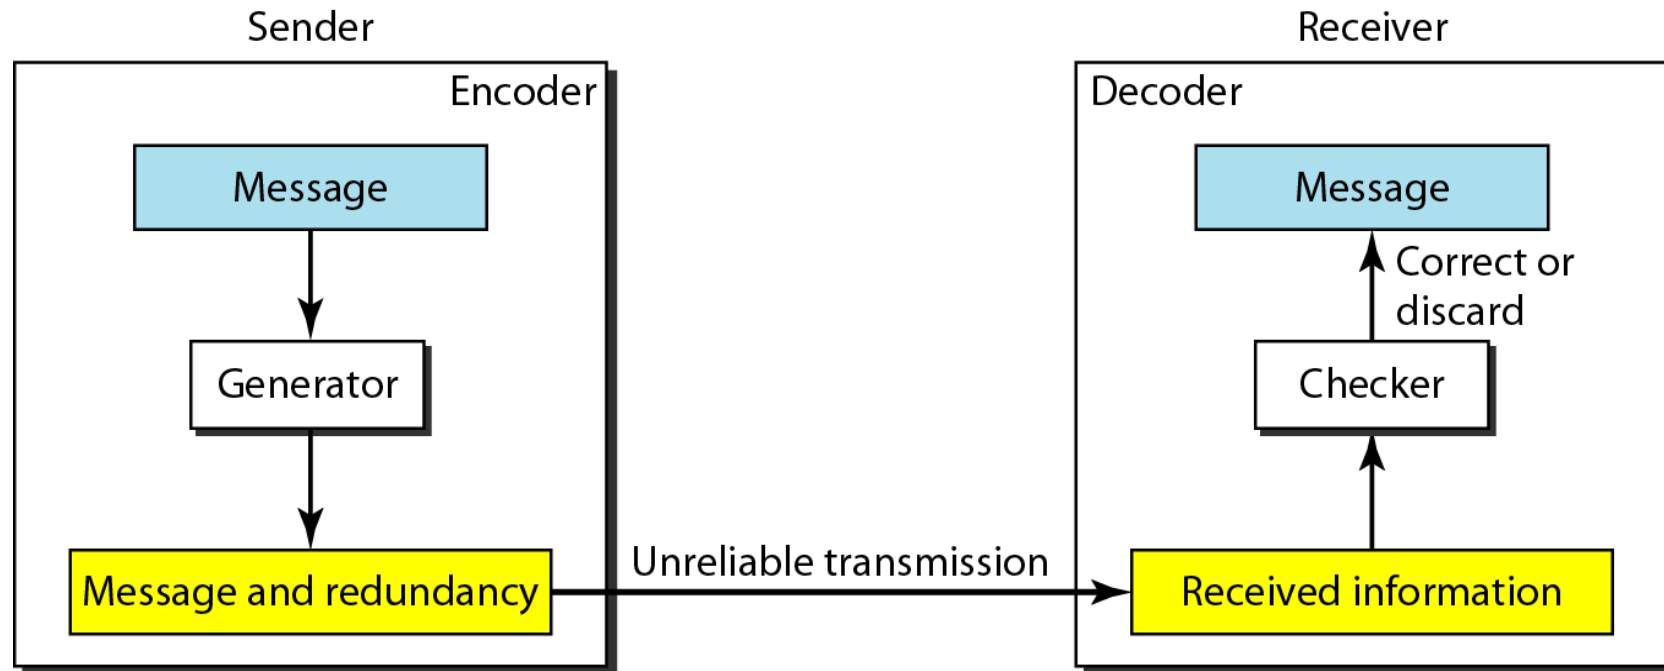 Sender
Receiver
Encoder
Decoder
Message
Message
Correct or
discard
Generator
Checker
Unreliable transmission
Message and redundancy
Received information